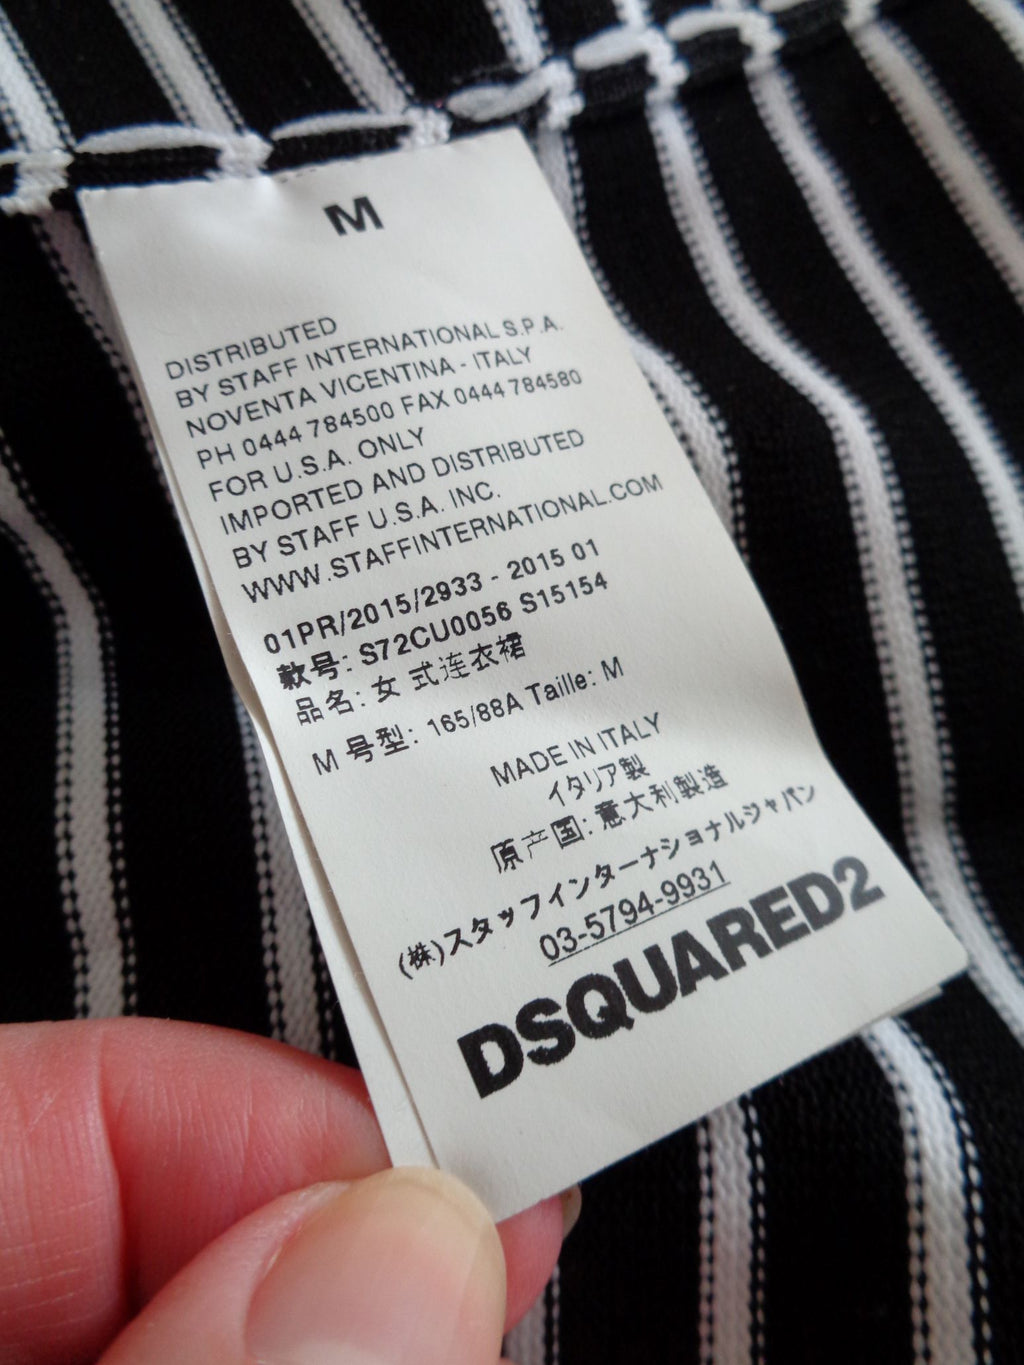 M
DISTRIBUTED
BY STAFF INTERNATIONAL S.P.A.
NOVENTA VICENTINA - ITALY
PH 0444 784500 FAX 0444 784580
FOR U.S.A. ONLY
IMPORTED AND DISTRIBUTED
BY STAFF U.S.A. INC.
WWW.STAFFINTERNATIONAL.COM
01PR/2015/2933 - 2015 01
款号: S72CU0056 S15154
品名: 女 式连衣裙
M 号型: 165/88A Taille: M
MADE IN ITALY
イタリア製
原产国: 意大利製造
(株)スタッフインターナショナルジャパン
03-5794-9931
DSQUARED2